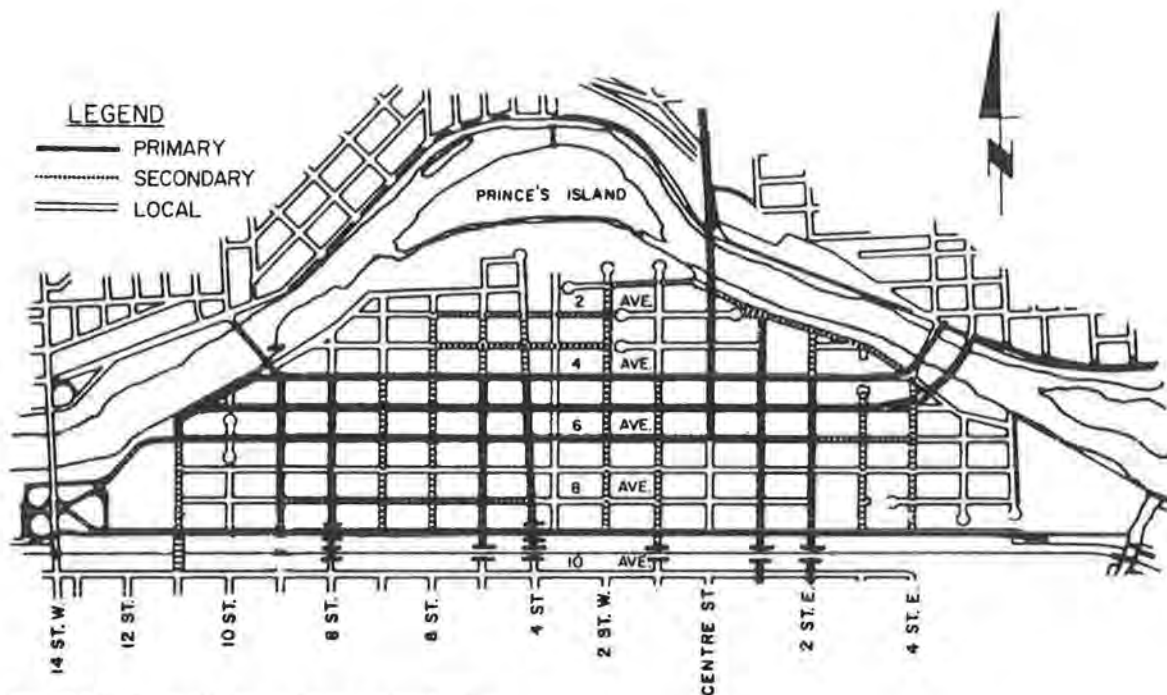 LEGEND
PRIMARY
SECONDARY
LOCAL
N
PRINCE'S ISLAND
2 AVE.
4 AVE.
6 AVE.
8 AVE.
10 AVE.
14 ST. W.
12 ST.
10 ST.
8 ST.
8 ST.
4 ST
2 ST. W.
CENTRE ST.
2 ST. E.
4 ST. E.